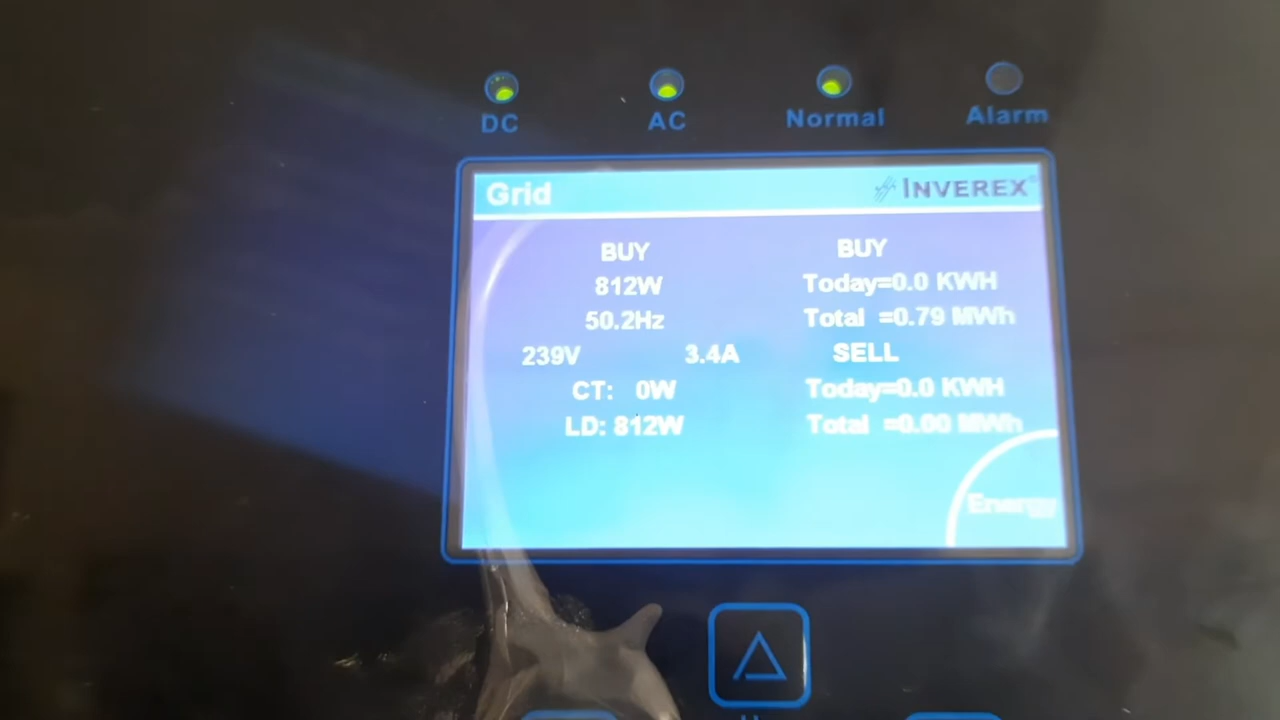 DC AC Normal Alarm
Grid INVEREX
BUY
812W
50.2Hz
239V 3.4A
CT: 0W
LD: 812W
BUY
Today=0.0 KWH
Total =0.79 MWh
SELL
Today=0.0 KWH
Total =0.00 MWh
Energy